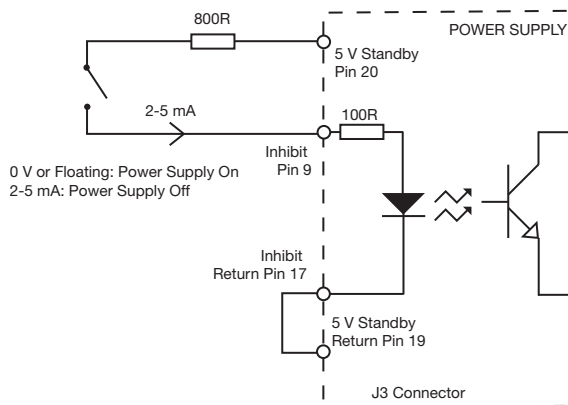 800R
POWER SUPPLY
5 V Standby
Pin 20
2-5 mA
100R
Inhibit
Pin 9
0 V or Floating: Power Supply On
2-5 mA: Power Supply Off
Inhibit
Return Pin 17
5 V Standby
Return Pin 19
J3 Connector